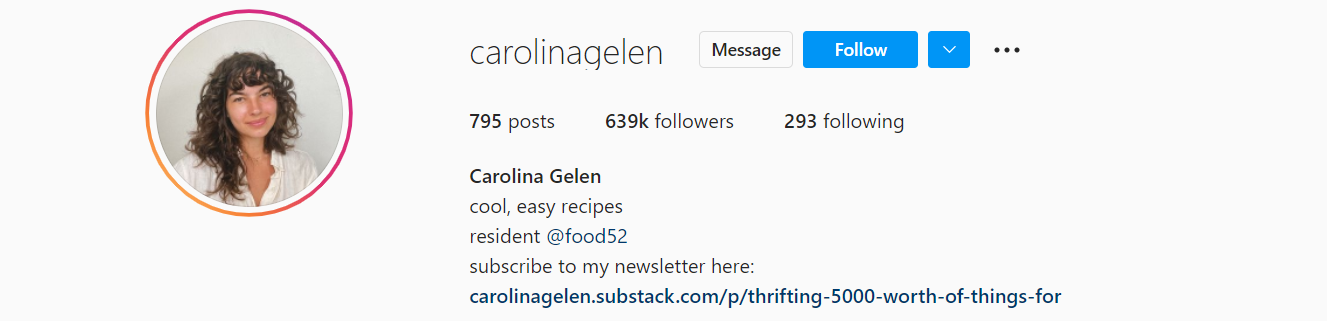 carolinagelen Message Follow
795 posts 639k followers 293 following
Carolina Gelen
cool, easy recipes
resident @food52
subscribe to my newsletter here:
carolinagelen.substack.com/p/thrifting-5000-worth-of-things-for